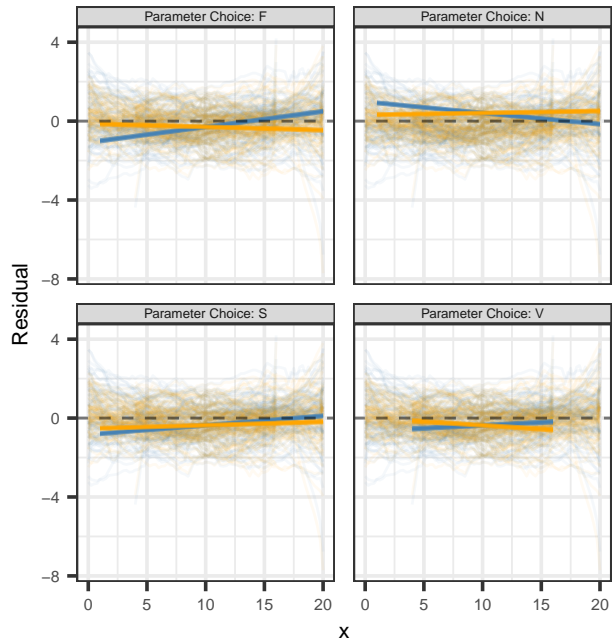 Parameter Choice: F
Parameter Choice: N
4
0
−4
−8
Residual
Parameter Choice: S
Parameter Choice: V
4
0
−4
−8
0 5 10 15 20
0 5 10 15 20
x